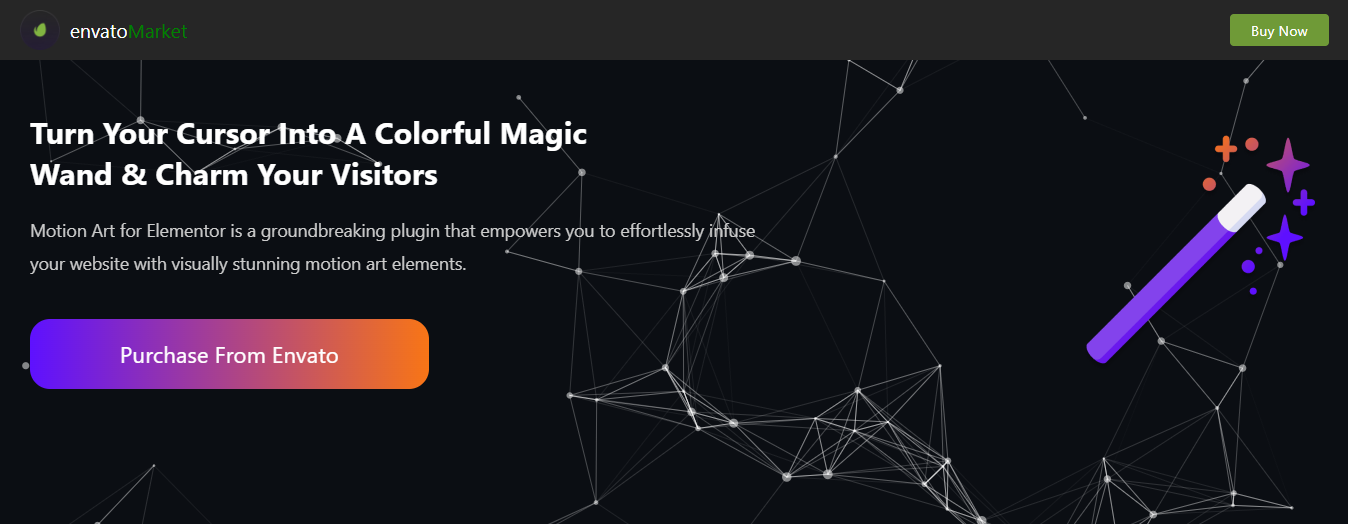 envatoMarket
Buy Now
Turn Your Cursor Into A Colorful Magic
Wand & Charm Your Visitors
Motion Art for Elementor is a groundbreaking plugin that empowers you to effortlessly infuse
your website with visually stunning motion art elements.
Purchase From Envato